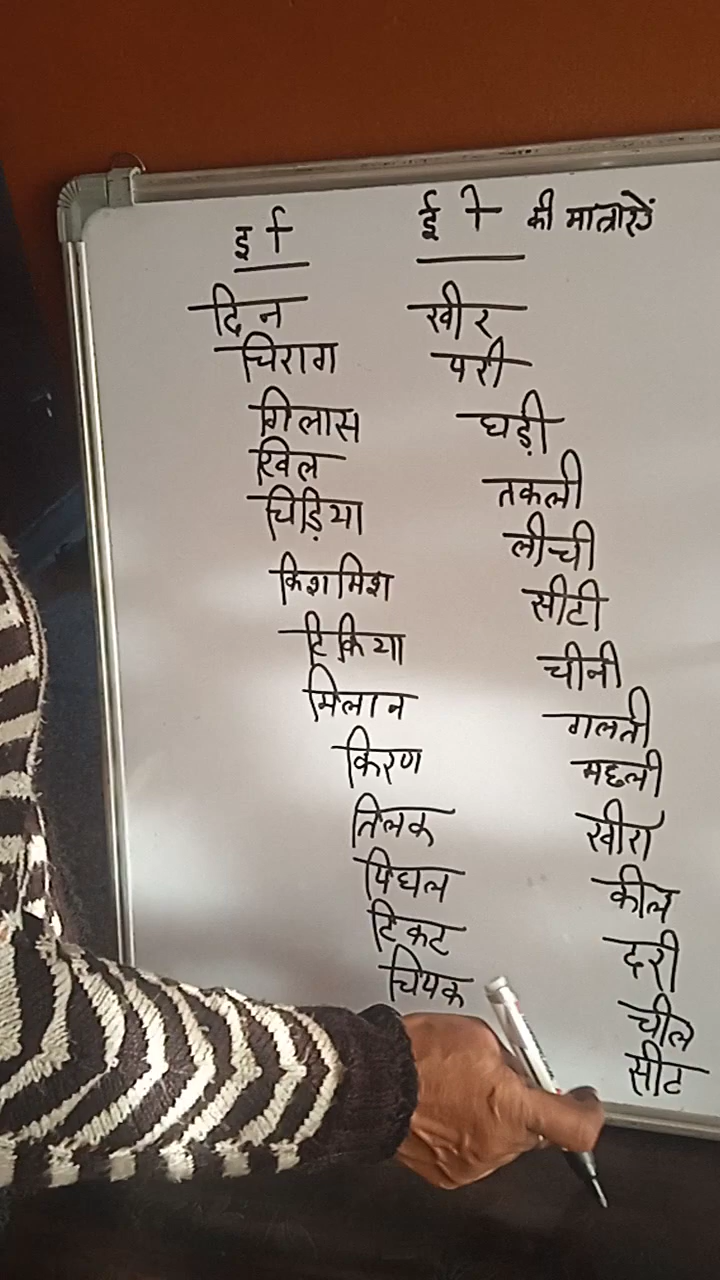 इ ि ई ी की मात्राऐं
दिन खीर
चिराग परी
गिलास घड़ी
खिल तकली
चिड़िया लीची
किशमिश सीटी
टिकिया चीनी
मिलान गलती
किरण मछली
तिलक खीरा
पिघल कील
टिकट दरी
चिपक चील
सीट